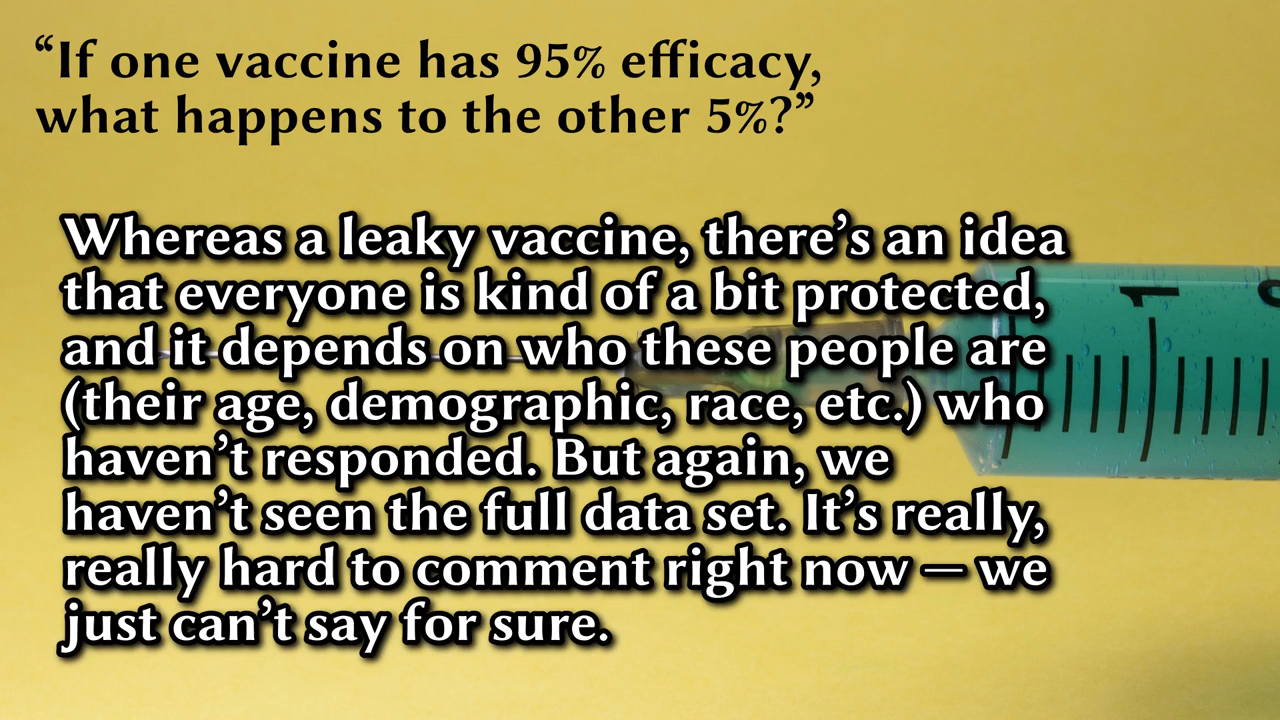 “If one vaccine has 95% efficacy,
what happens to the other 5%?”
Whereas a leaky vaccine, there’s an idea
that everyone is kind of a bit protected,
and it depends on who these people are
(their age, demographic, race, etc.) who
haven’t responded. But again, we
haven’t seen the full data set. It’s really,
really hard to comment right now — we
just can’t say for sure.
1